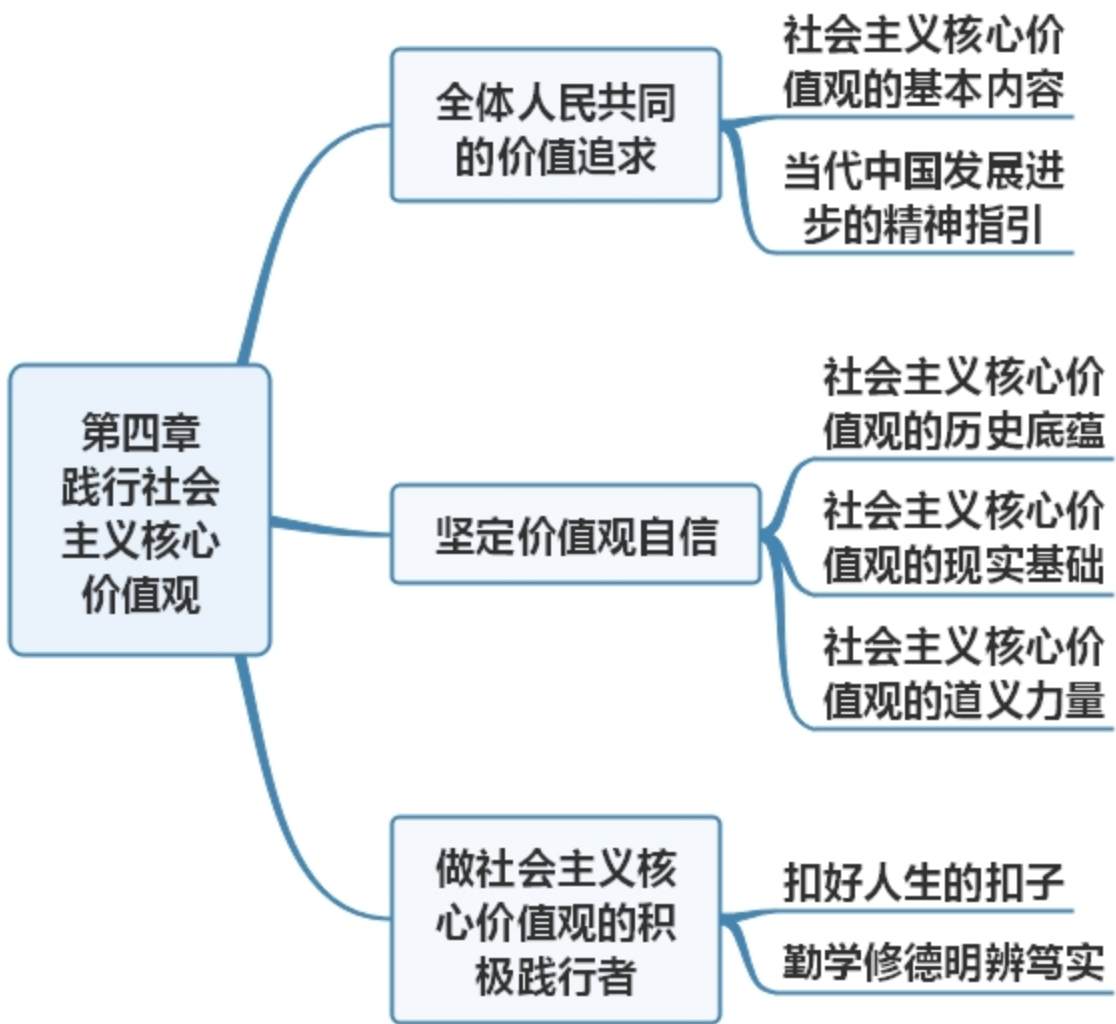 第四章
践行社会
主义核心
价值观
全体人民共同
的价值追求
社会主义核心价
值观的基本内容
当代中国发展进
步的精神指引
坚定价值观自信
社会主义核心价
值观的历史底蕴
社会主义核心价
值观的现实基础
社会主义核心价
值观的道义力量
做社会主义核
心价值观的积
极践行者
扣好人生的扣子
勤学修德明辨笃实